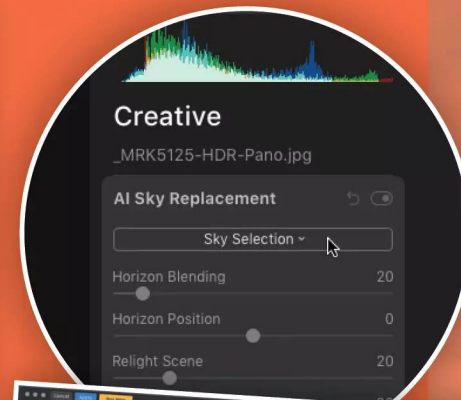 Creative
_MRK5125-HDR-Pano.jpg
AI Sky Replacement
Sky Selection
Horizon Blending 20
Horizon Position 0
Relight Scene 20
Cancel